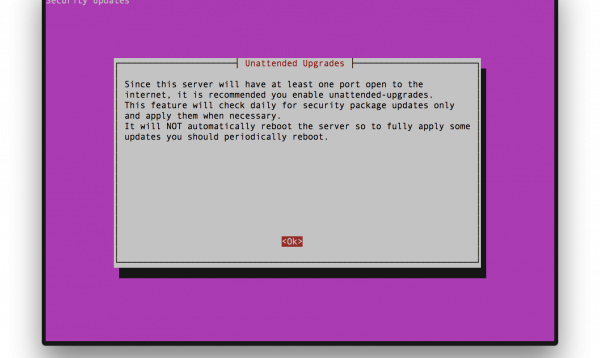 Security Updates
Unattended Upgrades
Since this server will have at least one port open to the
internet, it is recommended you enable unattended-upgrades.
This feature will check daily for security package updates only
and apply them when necessary.
It will NOT automatically reboot the server so to fully apply some
updates you should periodically reboot.
<Ok>